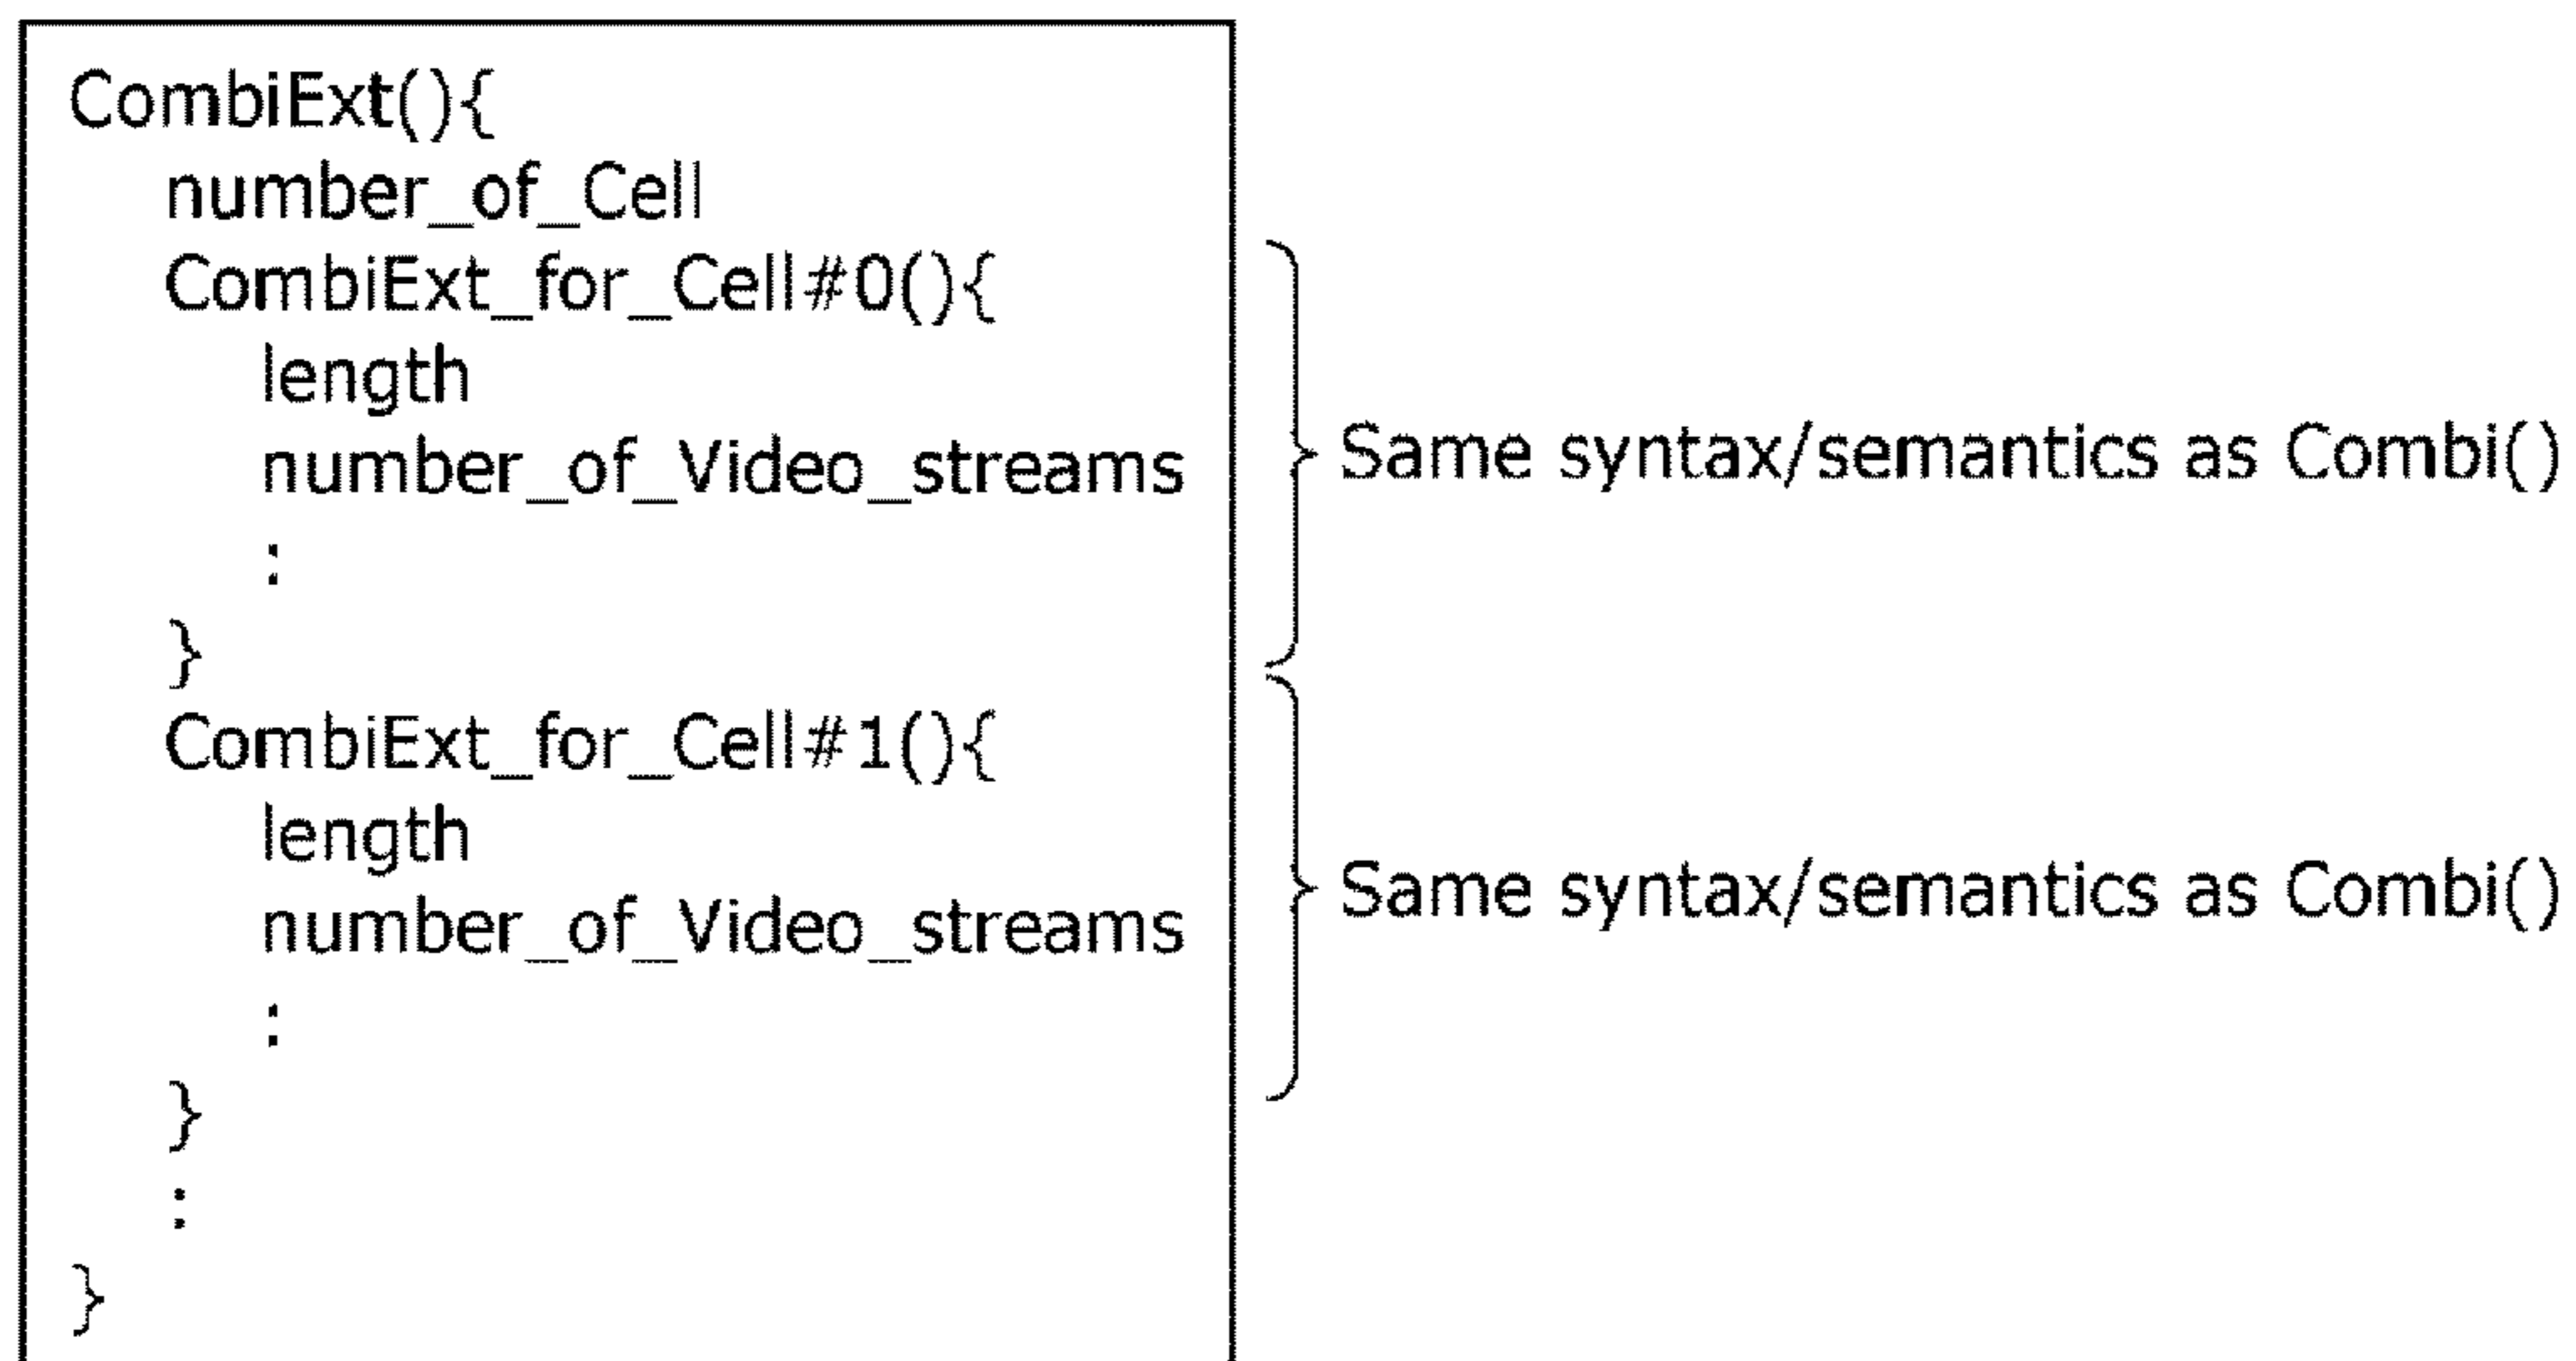 CombiExt(){
number_of_Cell
CombiExt_for_Cell#0(){
length
number_of_Video_streams
Same syntax/semantics as Combi()
:
}
CombiExt_for_Cell#1(){
length
number_of_Video_streams
Same syntax/semantics as Combi()
:
}
:
}